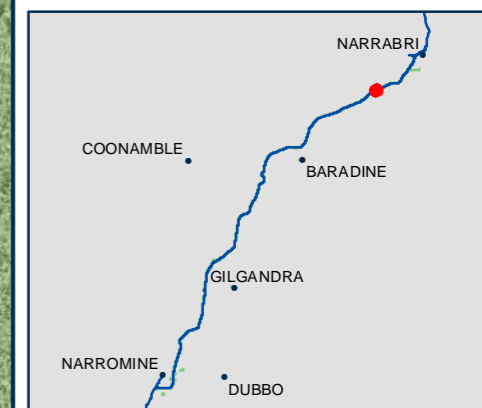 NARRABRI
COONAMBLE
BARADINE
GILGANDRA
NARROMINE
DUBBO